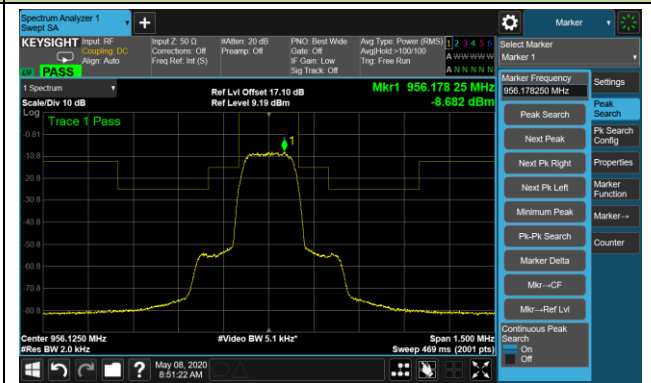 Spectrum Analyzer 1
Swept SA
Marker
KEYSIGHT
Input: RF
Coupling: DC
Align: Auto
Input Z: 50 Ω
Corrections: Off
Freq Ref: Int (S)
#Atten: 20 dB
Preamp: Off
PNO: Best Wide
Gate: Off
IF Gain: Low
Sig Track: Off
Avg Type: Power (RMS)
Avg|Hold:>100/100
Trig: Free Run
1 2 3 4 5 6
A W W W W W
A N N N N N
LW PASS
Select Marker
Marker 1
1 Spectrum
Scale/Div 10 dB
Ref Lvl Offset 17.10 dB
Ref Level 9.19 dBm
Mkr1 956.178 25 MHz
-8.682 dBm
Log
Trace 1 Pass
1
-0.81
-10.8
-20.8
-30.8
-40.8
-50.8
-60.8
-70.8
-80.8
Center 956.1250 MHz
#Res BW 2.0 kHz
#Video BW 5.1 kHz*
Span 1.500 MHz
Sweep 469 ms (2001 pts)
Marker Frequency
956.178250 MHz
Peak Search
Next Peak
Next Pk Right
Next Pk Left
Minimum Peak
Pk-Pk Search
Marker Delta
Mkr→CF
Mkr→Ref Lvl
Continuous Peak
Search
On
Off
Settings
Peak
Search
Pk Search
Config
Properties
Marker
Function
Marker→
Counter
?
May 08, 2020
8:51:22 AM